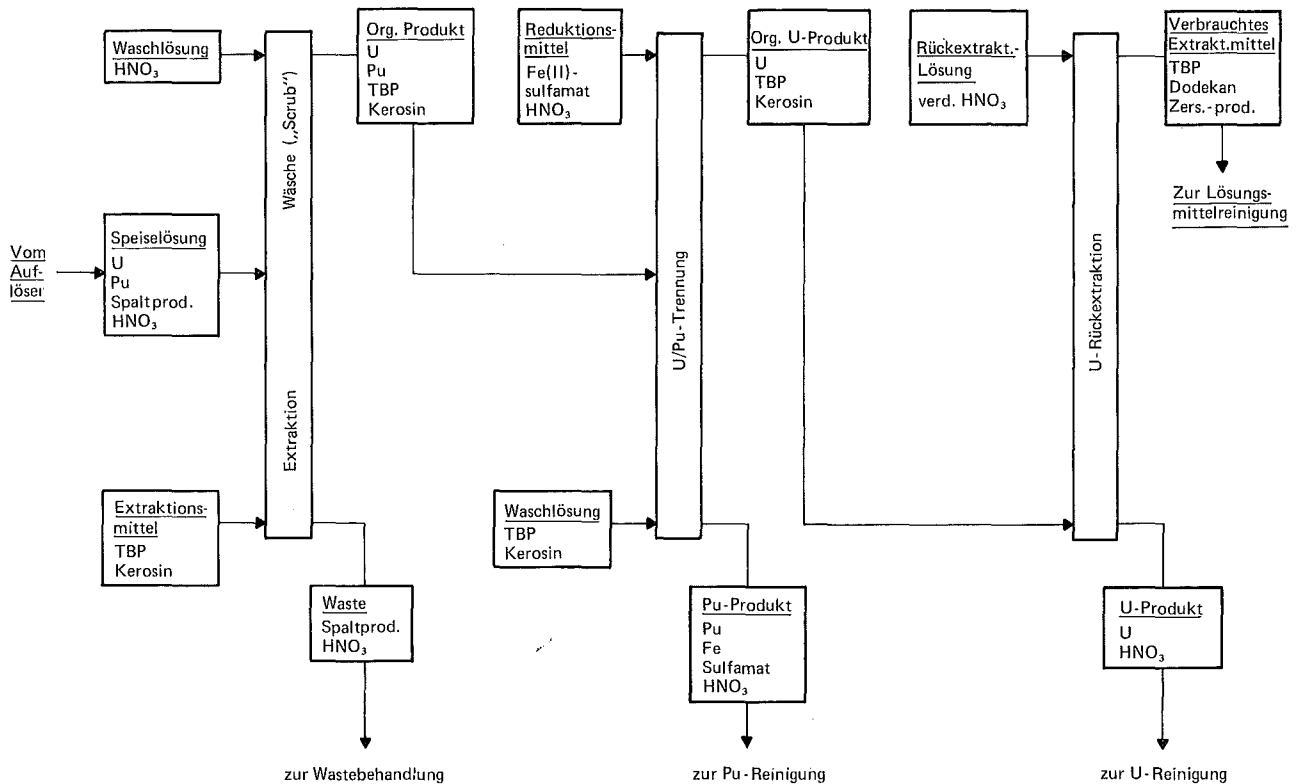 Waschlösung
HNO₃
Org. Produkt
U
Pu
TBP
Kerosin
Reduktions-
mittel
Fe(II)-
sulfamat
HNO₃
Org. U-Produkt
U
TBP
Kerosin
Rückextrakt.-
Lösung
verd. HNO₃
Verbrauchtes
Extrakt.mittel
TBP
Dodekan
Zers.-prod.
Zur Lösungs-
mittelreinigung
Wäsche („Scrub")
Extraktion
U/Pu-Trennung
U-Rückextraktion
Vom
Auf-
löser
Speiselösung
U
Pu
Spaltprod.
HNO₃
Extraktions-
mittel
TBP
Kerosin
Waschlösung
TBP
Kerosin
Waste
Spaltprod.
HNO₃
Pu-Produkt
Pu
Fe
Sulfamat
HNO₃
U-Produkt
U
HNO₃
zur Wastebehandlung
zur Pu-Reinigung
zur U-Reinigung